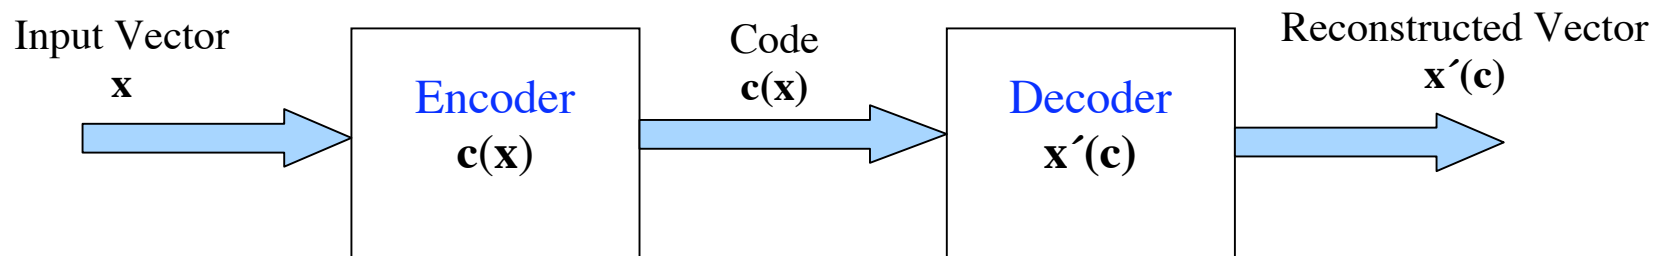 Input Vector
x
Encoder
c(x)
Code
c(x)
Decoder
x´(c)
Reconstructed Vector
x´(c)